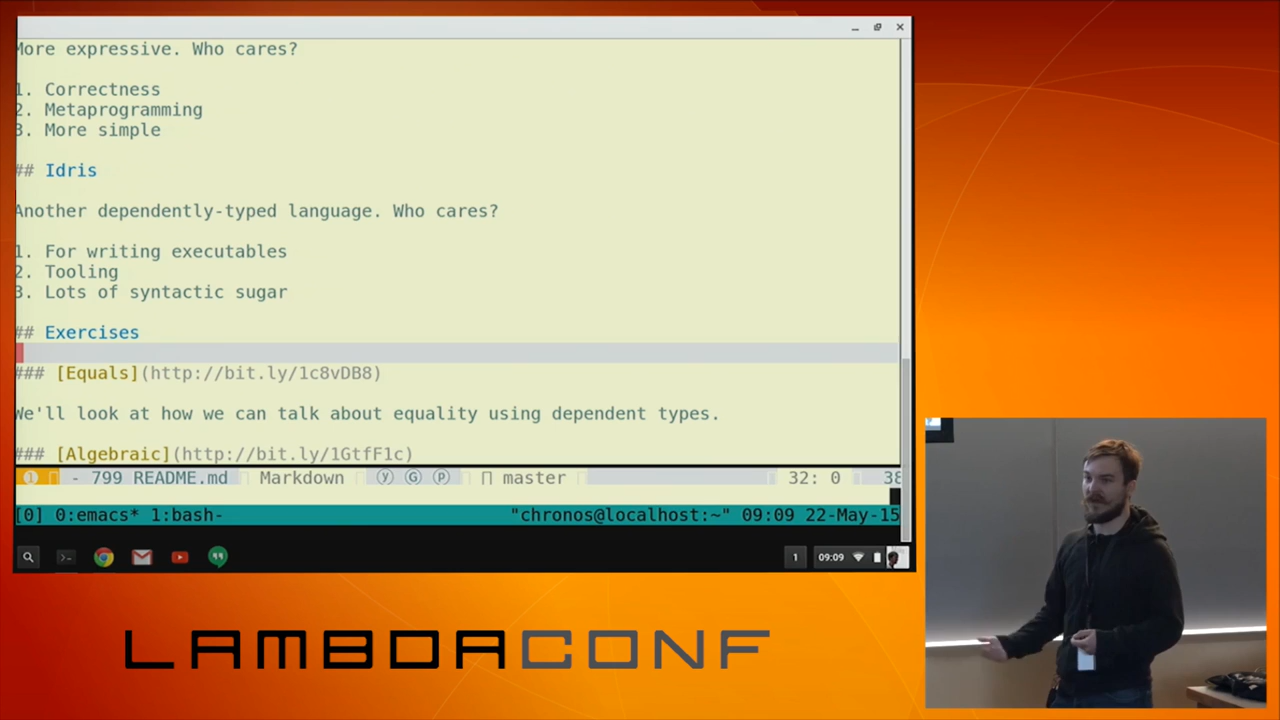 More expressive. Who cares?
1. Correctness
2. Metaprogramming
3. More simple
## Idris
Another dependently-typed language. Who cares?
1. For writing executables
2. Tooling
3. Lots of syntactic sugar
## Exercises
### [Equals](http://bit.ly/1c8vDB8)
We'll look at how we can talk about equality using dependent types.
### [Algebraic](http://bit.ly/1GtfF1c)
① - 799 README.md Markdown ⓨ Ⓖ ⓟ master 32: 0 38
[0] 0:emacs* 1:bash- "chronos@localhost:~" 09:09 22-May-15
1 09:09
LAMBDACONF